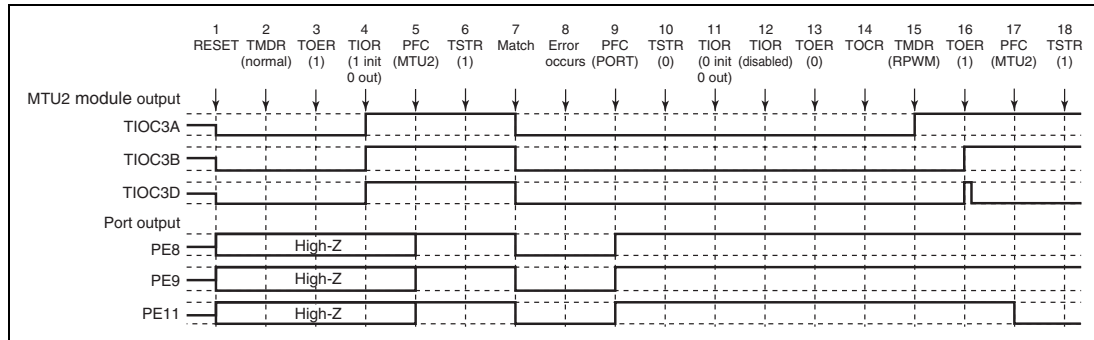 1 2 3 4 5 6 7 8 9 10 11 12 13 14 15 16 17 18
RESET TMDR TOER TIOR PFC TSTR Match Error PFC TSTR TIOR TIOR TOER TOCR TMDR TOER PFC TSTR
(normal) (1) (1 init (MTU2) (1) occurs (PORT) (0) (0 init (disabled) (0) (RPWM) (1) (MTU2) (1)
0 out) 0 out)
MTU2 module output
TIOC3A
TIOC3B
TIOC3D
Port output
PE8 High-Z
PE9 High-Z
PE11 High-Z